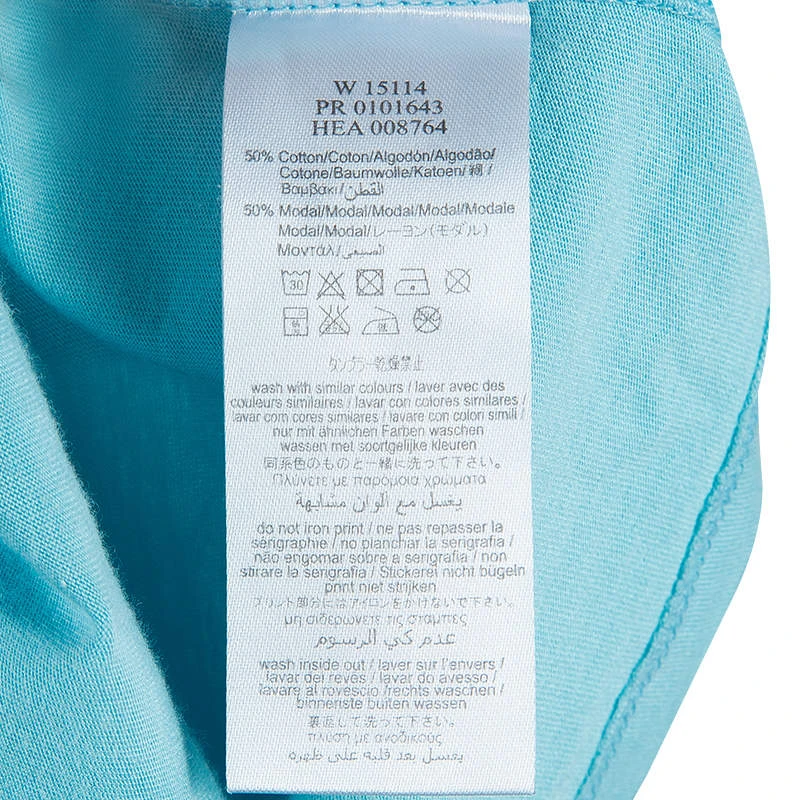 W 15114
PR 0101643
HEA 008764
50% Cotton/Coton/Algodón/Algodão/
Cotone/Baumwolle/Katoen/綿/
Βαμβακι/القطن
50% Modal/Modal/Modal/Modal/Modale
Modal/Modal/レーヨン(モダル)
Μοντάλ/
30
タンブラー乾燥禁止
wash with similar colours / laver avec des
couleurs similaires / lavar con colores similares /
lavar com cores similares / lavare con colori simili /
nur mit ähnlichen Farben waschen
wassen met soortgelijke kleuren
同系色のものと一緒に洗って下さい。
Πλύνετε με παρόμοια χρωματα
يغسل مع ألوان مشابهة
do not iron print / ne pas repasser la
sérigraphie / no planchar la serigrafia /
não engomar sobre a serigrafia / non
stirare la serigrafia / Stickerei nicht bügeln
print niet strijken
プリント部分にはアイロンをかけないで下さい。
μη σιδερωνετε τις σταμπες
عدم كي الرسوم
wash inside out / laver sur l'envers /
lavar del revés / lavar do avesso /
lavare al rovescio /rechts waschen /
binnenste buiten wassen
裏返して洗って下さい。
πλυση με ανοδικους
يغسل بعد قلبه على ظهره